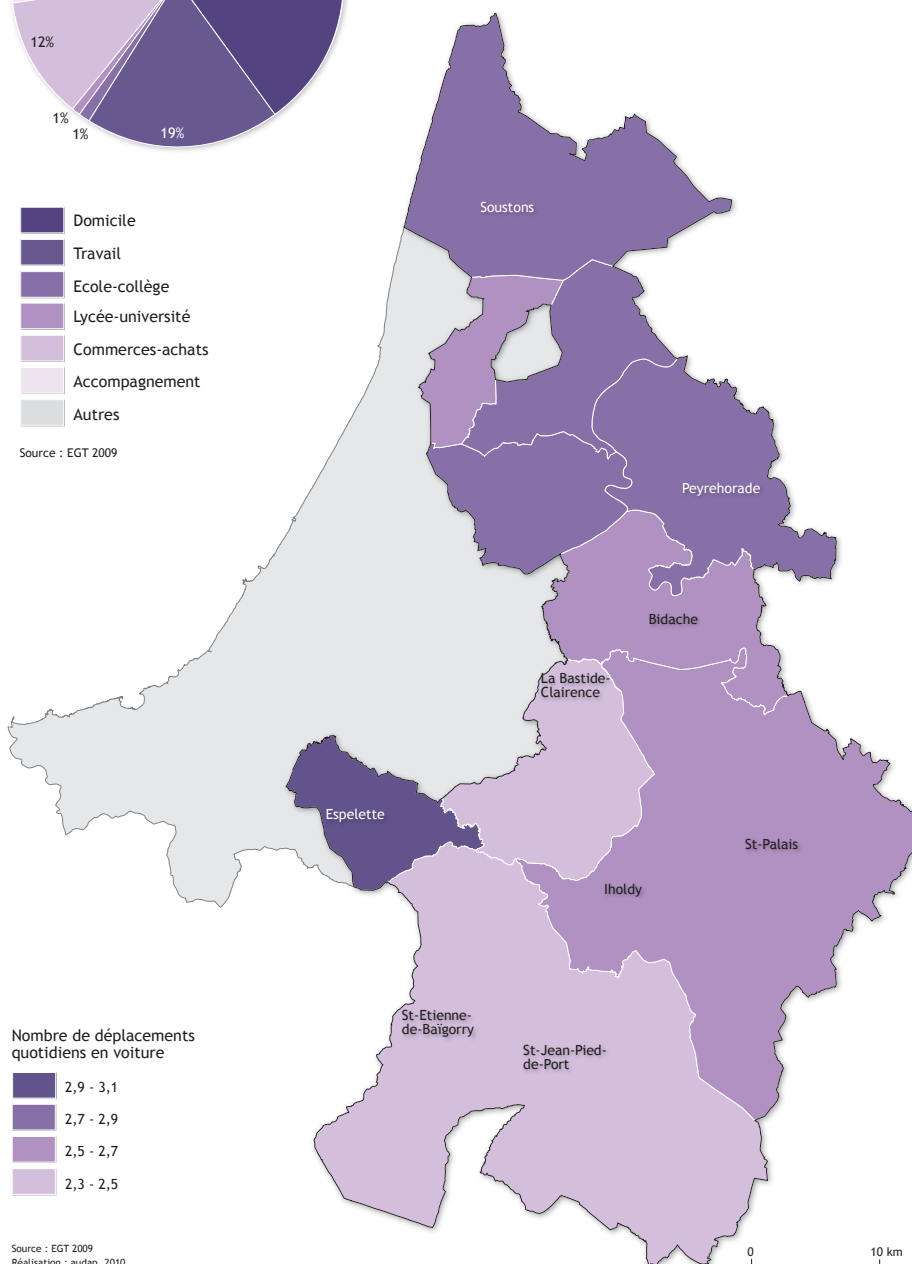 12%
1%
1%
19%
Domicile
Travail
Ecole-collège
Lycée-université
Commerces-achats
Accompagnement
Autres
Source : EGT 2009
Soustons
Peyrehorade
Bidache
La Bastide-
Clairence
Espelette
St-Palais
Iholdy
St-Etienne-
de-Baïgorry
St-Jean-Pied-
de-Port
Nombre de déplacements
quotidiens en voiture
2,9 - 3,1
2,7 - 2,9
2,5 - 2,7
2,3 - 2,5
Source : EGT 2009
Réalisation : audap, 2010
0 10 km